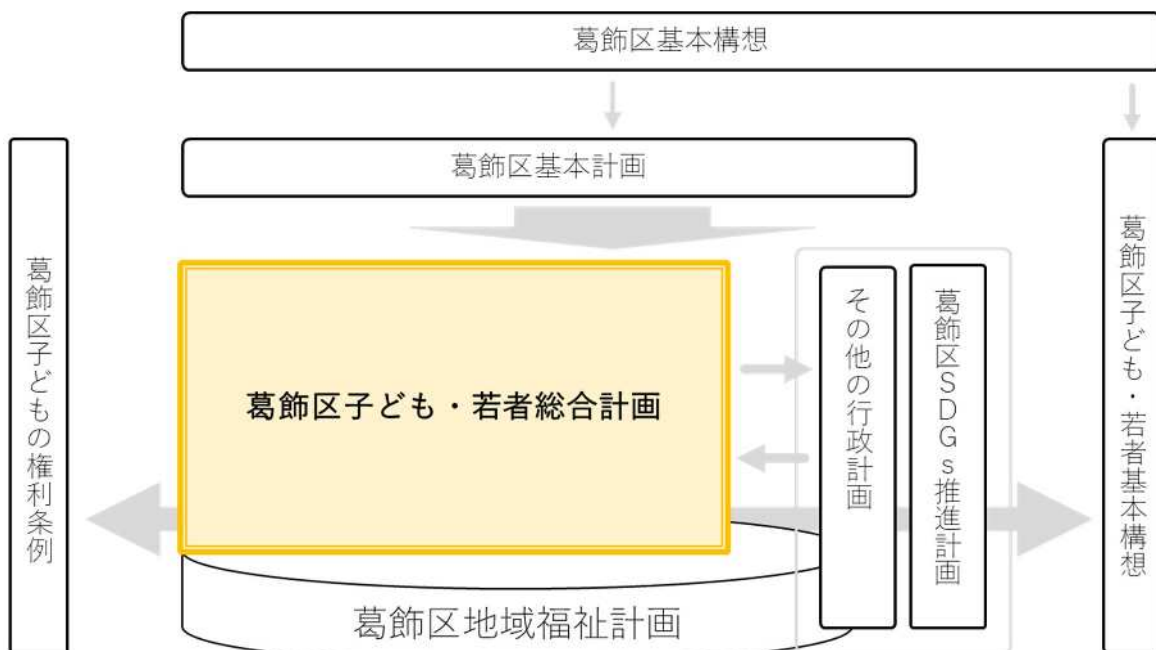 葛飾区基本構想
葛飾区基本計画
葛飾区子どもの権利条例
葛飾区子ども・若者総合計画
その他の行政計画
葛飾区SDGs推進計画
葛飾区子ども・若者基本構想
葛飾区地域福祉計画